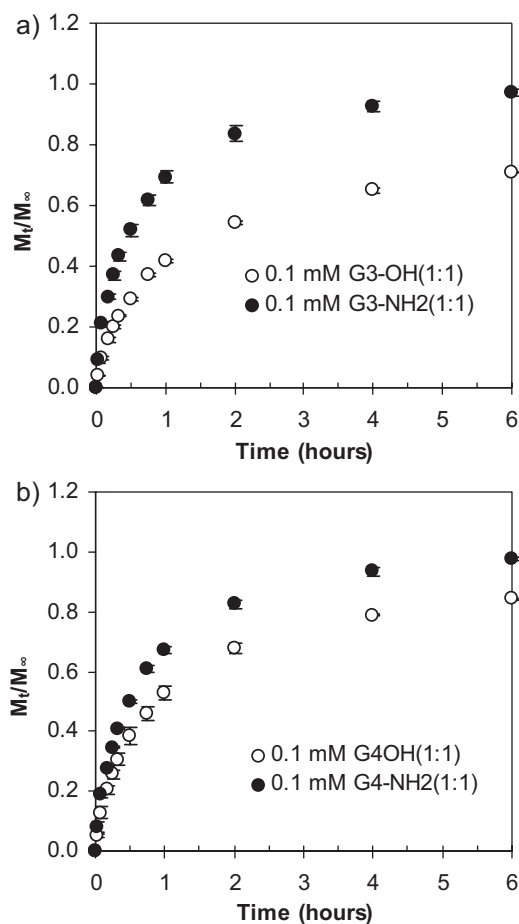 a)
1.2
1.0
0.8
0.6
0.4
0.2
0.0
Mt/M∞
0 1 2 3 4 5 6
Time (hours)
0.1 mM G3-OH(1:1)
0.1 mM G3-NH2(1:1)
b)
1.2
1.0
0.8
0.6
0.4
0.2
0.0
Mt/M∞
0 1 2 3 4 5 6
Time (hours)
0.1 mM G4OH(1:1)
0.1 mM G4-NH2(1:1)